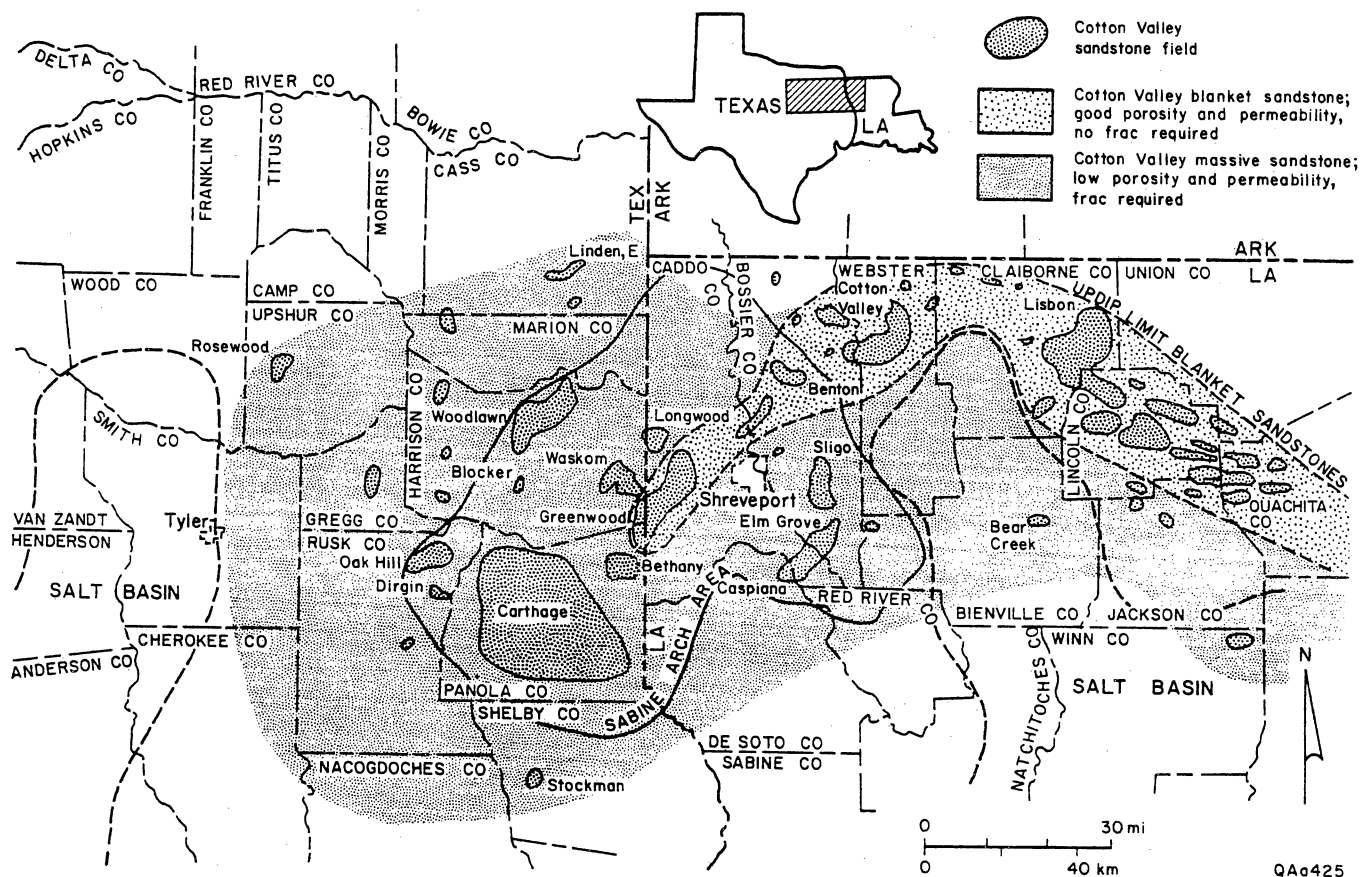 Cotton Valley
sandstone field
Cotton Valley blanket sandstone;
good porosity and permeability,
no frac required
Cotton Valley massive sandstone;
low porosity and permeability,
frac required
TEXAS
LA
DELTA CO
HOPKINS CO
RED RIVER CO
FRANKLIN CO
TITUS CO
MORRIS CO
BOWIE CO
CASS CO
TEX
ARK
ARK
LA
WOOD CO
CAMP CO
UPSHUR CO
Linden, E
MARION CO
CADDO
BOSSIER CO
CO
WEBSTER
Cotton
Valley
CLAIBORNE CO
UNION CO
Lisbon
UPDIP LIMIT BLANKET SANDSTONES
Rosewood
SMITH CO
HARRISON CO
Woodlawn
Blocker
Longwood
Waskom
Greenwood
Benton
Sligo
Shreveport
Elm Grove
LINCOLN CO
OUACHITA
CO
Bear
Creek
VAN ZANDT
HENDERSON
Tyler
GREGG CO
RUSK CO
Oak Hill
Dirgin
Bethany
Carthage
Caspiana
RED RIVER
CO
SALT BASIN
CHEROKEE CO
ANDERSON CO
LA
SABINE ARCH AREA
PANOLA CO
SHELBY CO
BIENVILLE CO
JACKSON CO
WINN CO
NATCHITOCHES CO
SALT BASIN
N
DE SOTO CO
SABINE CO
NACOGDOCHES CO
Stockman
0 30 mi
0 40 km
QAa425